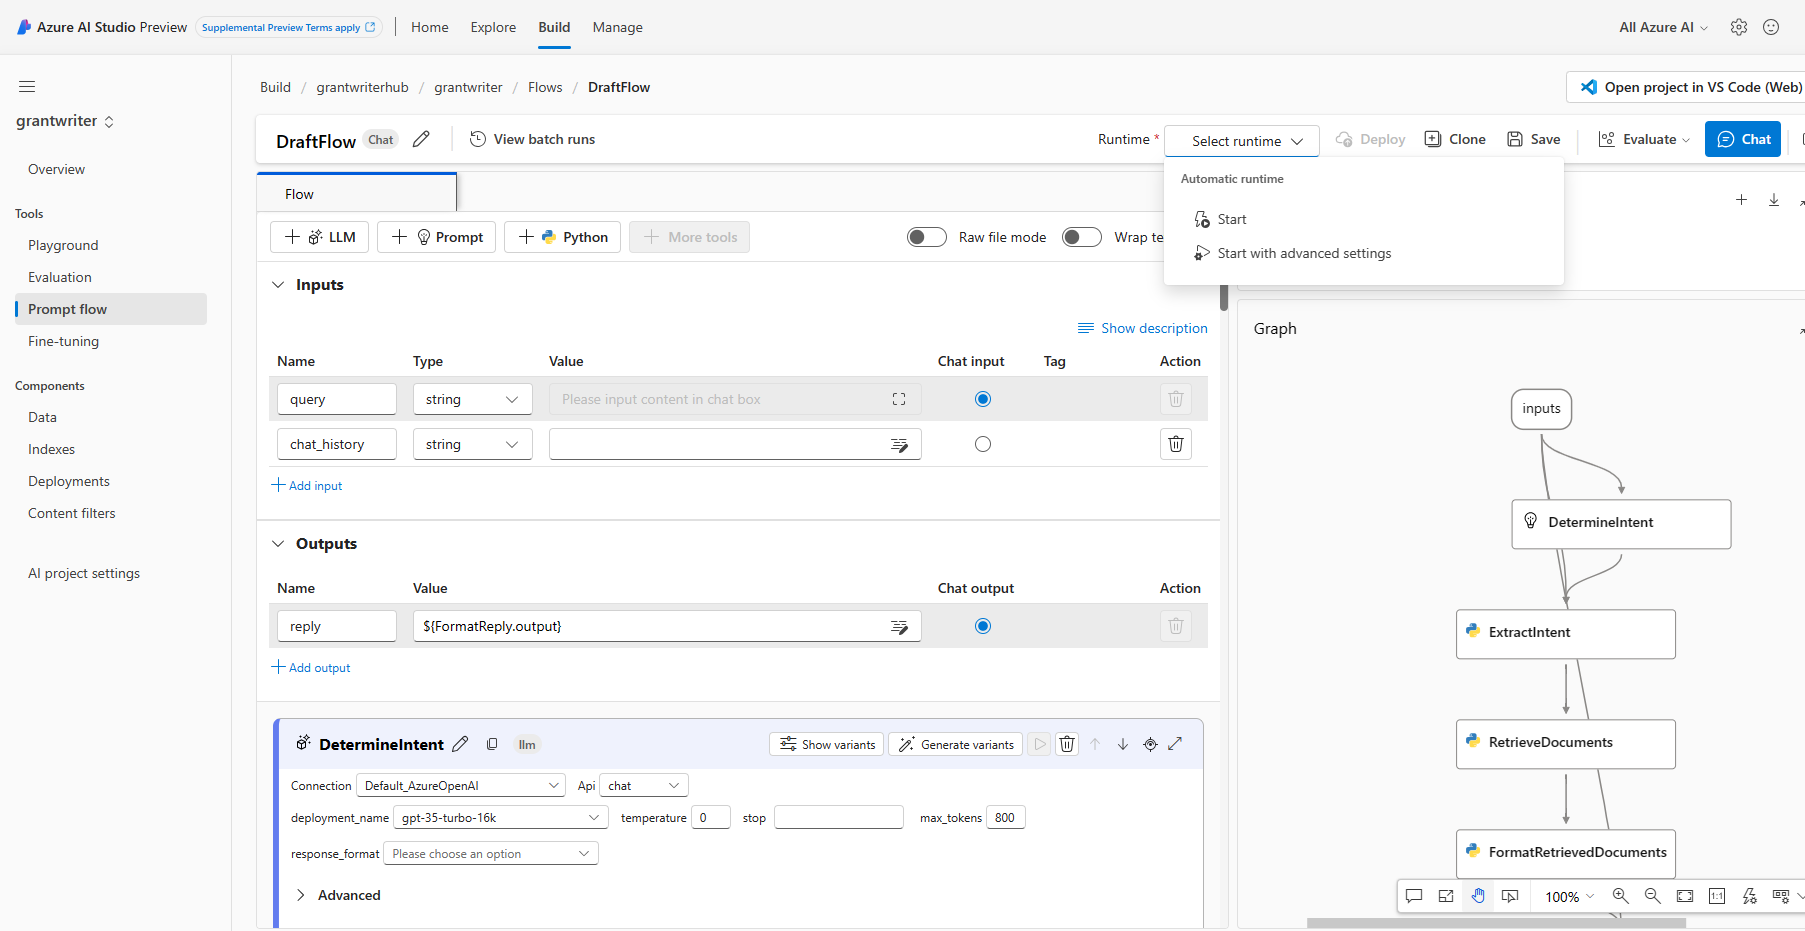 Azure AI Studio Preview Supplemental Preview Terms apply Home Explore Build Manage All Azure AI
grantwriter
Overview
Tools
Playground
Evaluation
Prompt flow
Fine-tuning
Components
Data
Indexes
Deployments
Content filters
AI project settings
Build / grantwriterhub / grantwriter / Flows / DraftFlow
Open project in VS Code (Web)
DraftFlow Chat View batch runs Runtime * Select runtime Deploy Clone Save Evaluate Chat
Automatic runtime
Start
Start with advanced settings
Flow
LLM Prompt Python More tools Raw file mode Wrap te
Inputs
Show description
Name Type Value Chat input Tag Action
query string Please input content in chat box
chat_history string
Add input
Outputs
Name Value Chat output Action
reply ${FormatReply.output}
Add output
DetermineIntent llm Show variants Generate variants
Connection Default_AzureOpenAI Api chat
deployment_name gpt-35-turbo-16k temperature 0 stop max_tokens 800
response_format Please choose an option
Advanced
Graph
inputs
DetermineIntent
ExtractIntent
RetrieveDocuments
FormatRetrievedDocuments
100% 1:1